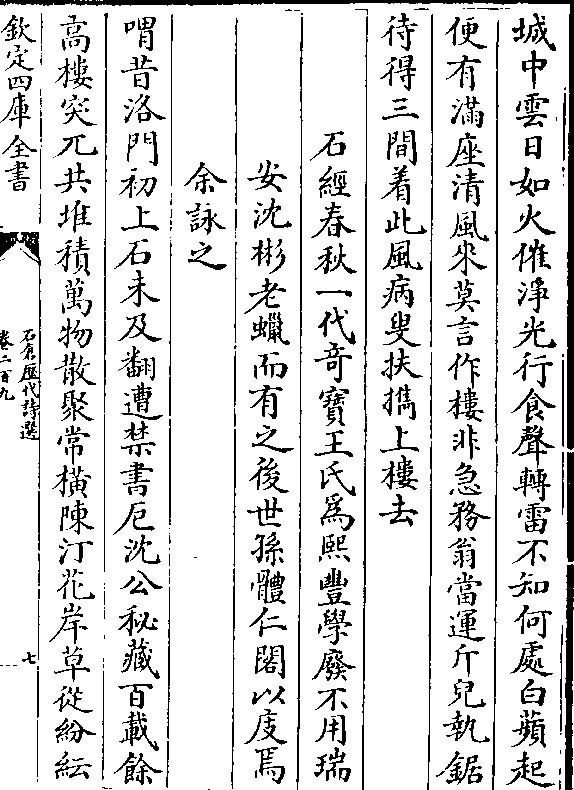 城中雲日如火催淨光行食聲轉雷不知何處白蘋起
便有滿座清風來莫言作樓非急務翁當運斤兒執鋸
待得三間着此風病叟扶擕上樓去
石經春秋一代竒寶王氏為熙豐學廢不用瑞
安沈彬老蠟而有之後世孫體仁閣以庋焉
余詠之
喟昔洛門初上石未及翻遭禁書厄沈公秘藏百載餘
高樓突兀共堆積萬物散聚常橫陳汀花岸草從紛紜
欽定四庫全書
石倉歷代詩選
卷二百九
七